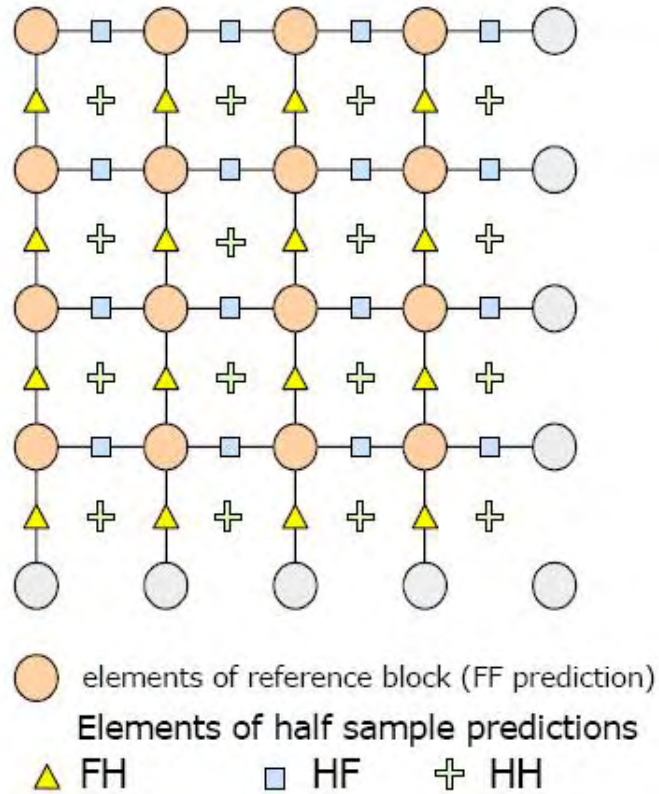 elements of reference block (FF prediction)
Elements of half sample predictions
FH HF HH